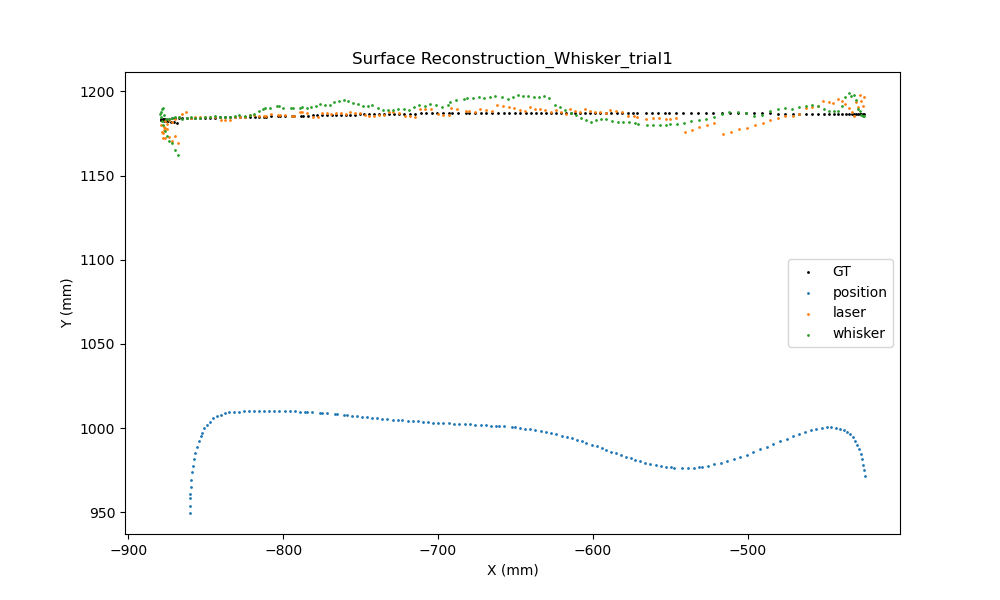 Surface Reconstruction_Whisker_trial1
1200
1150
1100
1050
1000
950
Y (mm)
GT
position
laser
whisker
−900
−800
−700
−600
−500
X (mm)